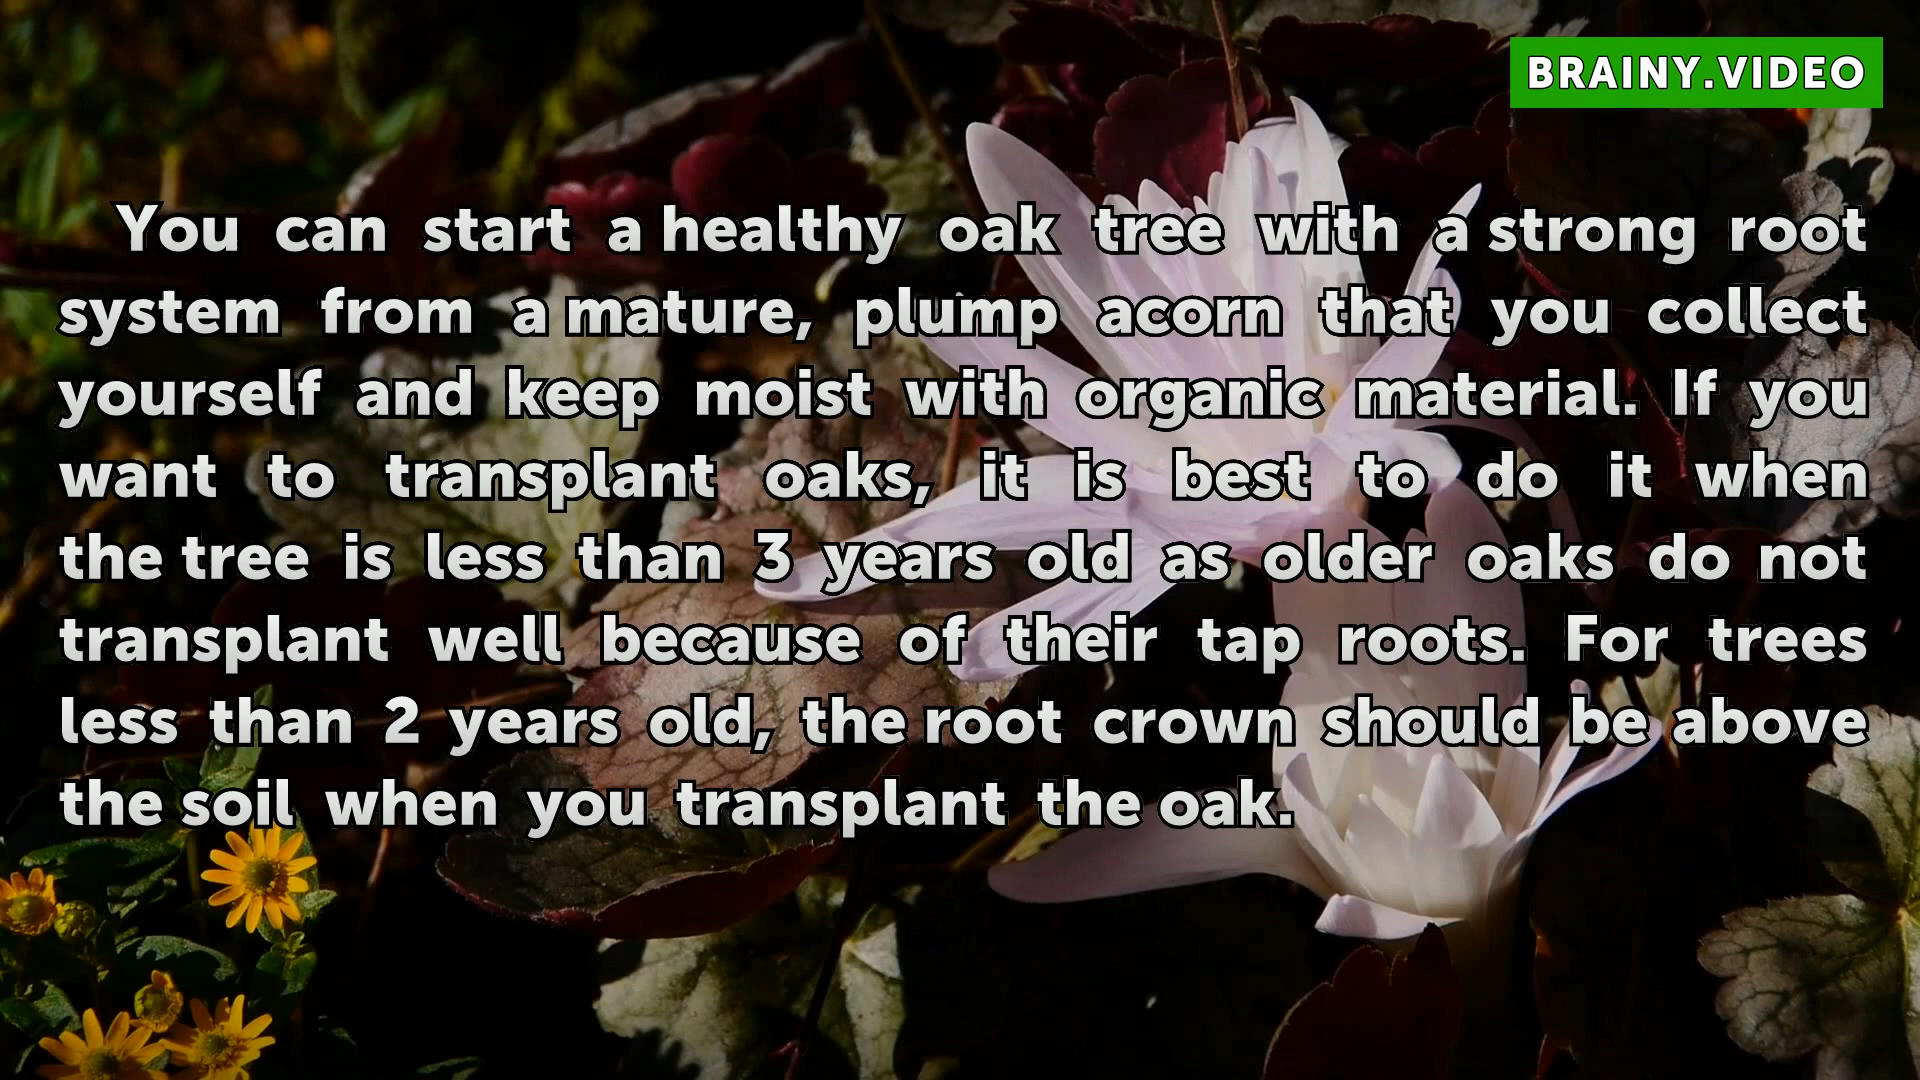 BRAINY.VIDEO
You can start a healthy oak tree with a strong root
system from a mature, plump acorn that you collect
yourself and keep moist with organic material. If you
want to transplant oaks, it is best to do it when
the tree is less than 3 years old as older oaks do not
transplant well because of their tap roots. For trees
less than 2 years old, the root crown should be above
the soil when you transplant the oak.